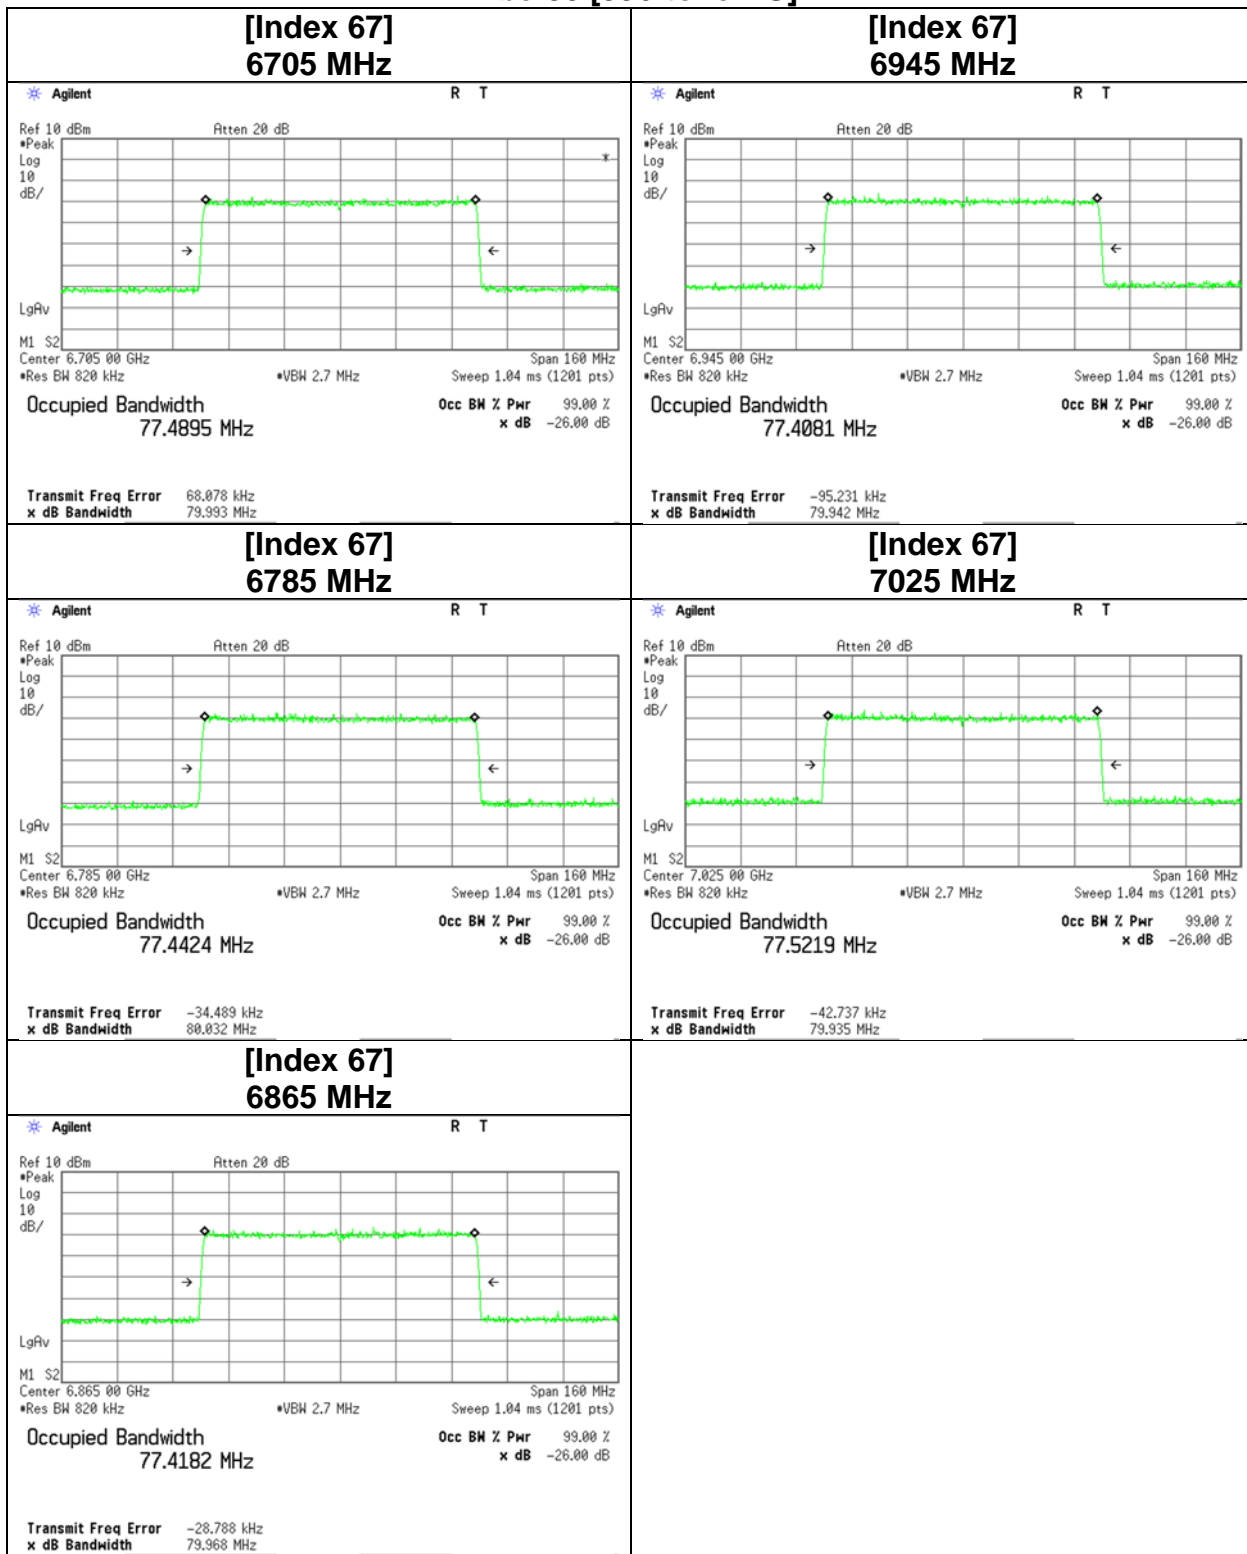 [Index 67]
6705 MHz
Agilent
R T
Ref 10 dBm Atten 20 dB
*Peak
Log
10
dB/
LgAv
M1 S2
Center 6.705 00 GHz Span 160 MHz
*Res BW 820 kHz *VBW 2.7 MHz Sweep 1.04 ms (1201 pts)
Occupied Bandwidth Occ BW % Pwr 99.00 %
77.4895 MHz x dB -26.00 dB
Transmit Freq Error 68.078 kHz
x dB Bandwidth 79.993 MHz
[Index 67]
6945 MHz
Agilent
R T
Ref 10 dBm Atten 20 dB
*Peak
Log
10
dB/
LgAv
M1 S2
Center 6.945 00 GHz Span 160 MHz
*Res BW 820 kHz *VBW 2.7 MHz Sweep 1.04 ms (1201 pts)
Occupied Bandwidth Occ BW % Pwr 99.00 %
77.4081 MHz x dB -26.00 dB
Transmit Freq Error -95.231 kHz
x dB Bandwidth 79.942 MHz
[Index 67]
6785 MHz
Agilent
R T
Ref 10 dBm Atten 20 dB
*Peak
Log
10
dB/
LgAv
M1 S2
Center 6.785 00 GHz Span 160 MHz
*Res BW 820 kHz *VBW 2.7 MHz Sweep 1.04 ms (1201 pts)
Occupied Bandwidth Occ BW % Pwr 99.00 %
77.4424 MHz x dB -26.00 dB
Transmit Freq Error -34.489 kHz
x dB Bandwidth 80.032 MHz
[Index 67]
7025 MHz
Agilent
R T
Ref 10 dBm Atten 20 dB
*Peak
Log
10
dB/
LgAv
M1 S2
Center 7.025 00 GHz Span 160 MHz
*Res BW 820 kHz *VBW 2.7 MHz Sweep 1.04 ms (1201 pts)
Occupied Bandwidth Occ BW % Pwr 99.00 %
77.5219 MHz x dB -26.00 dB
Transmit Freq Error -42.737 kHz
x dB Bandwidth 79.935 MHz
[Index 67]
6865 MHz
Agilent
R T
Ref 10 dBm Atten 20 dB
*Peak
Log
10
dB/
LgAv
M1 S2
Center 6.865 00 GHz Span 160 MHz
*Res BW 820 kHz *VBW 2.7 MHz Sweep 1.04 ms (1201 pts)
Occupied Bandwidth Occ BW % Pwr 99.00 %
77.4182 MHz x dB -26.00 dB
Transmit Freq Error -28.788 kHz
x dB Bandwidth 79.968 MHz